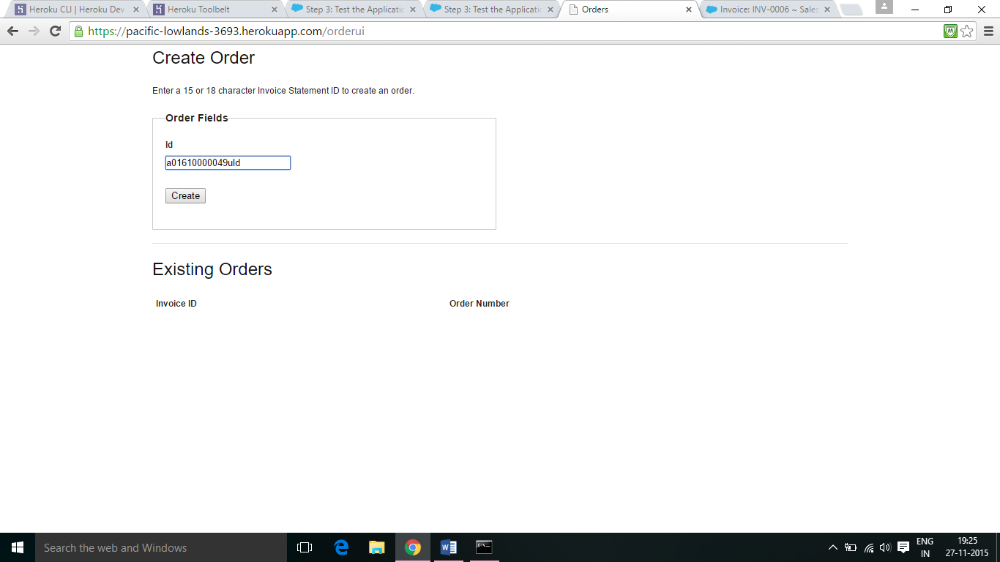 Heroku CLI | Heroku Dev
Heroku Toolbelt
Step 3: Test the Applicatio
Step 3: Test the Applicatio
Orders
Invoice: INV-0006 ~ Sales
https://pacific-lowlands-3693.herokuapp.com/orderui
Create Order
Enter a 15 or 18 character Invoice Statement ID to create an order.
Order Fields
Id
a01610000049uId
Create
Existing Orders
Invoice ID
Order Number
Search the web and Windows
ENG
IN
19:25
27-11-2015